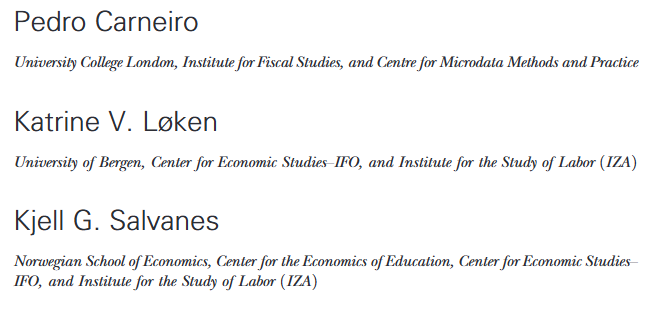 Pedro Carneiro
University College London, Institute for Fiscal Studies, and Centre for Microdata Methods and Practice
Katrine V. Løken
University of Bergen, Center for Economic Studies–IFO, and Institute for the Study of Labor (IZA)
Kjell G. Salvanes
Norwegian School of Economics, Center for the Economics of Education, Center for Economic Studies–
IFO, and Institute for the Study of Labor (IZA)